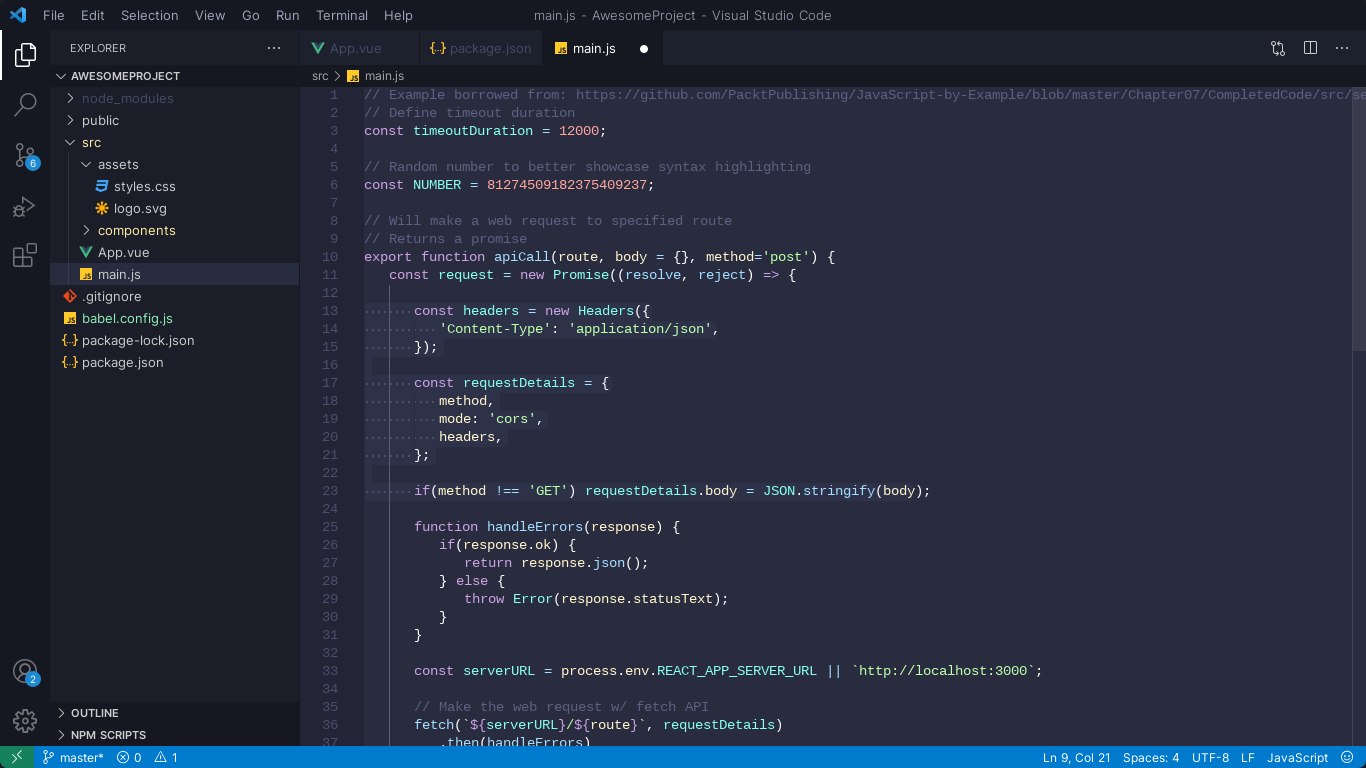 File Edit Selection View Go Run Terminal Help
main.js - AwesomeProject - Visual Studio Code
EXPLORER
App.vue
package.json
main.js
AWESOMEPROJECT
src
main.js
node_modules
public
src
assets
styles.css
logo.svg
components
App.vue
main.js
.gitignore
babel.config.js
package-lock.json
package.json
OUTLINE
NPM SCRIPTS
6
2
1 // Example borrowed from: https://github.com/PacktPublishing/JavaScript-by-Example/blob/master/Chapter07/CompletedCode/src/se
2 // Define timeout duration
3 const timeoutDuration = 12000;
4
5 // Random number to better showcase syntax highlighting
6 const NUMBER = 81274509182375409237;
7
8 // Will make a web request to specified route
9 // Returns a promise
10 export function apiCall(route, body = {}, method='post') {
11 const request = new Promise((resolve, reject) => {
12
13 const headers = new Headers({
14 'Content-Type': 'application/json',
15 });
16
17 const requestDetails = {
18 method,
19 mode: 'cors',
20 headers,
21 };
22
23 if(method !== 'GET') requestDetails.body = JSON.stringify(body);
24
25 function handleErrors(response) {
26 if(response.ok) {
27 return response.json();
28 } else {
29 throw Error(response.statusText);
30 }
31 }
32
33 const serverURL = process.env.REACT_APP_SERVER_URL || `http://localhost:3000`;
34
35 // Make the web request w/ fetch API
36 fetch(`${serverURL}/${route}`, requestDetails)
37 .then(handleErrors)
master* 0 1
Ln 9, Col 21 Spaces: 4 UTF-8 LF JavaScript